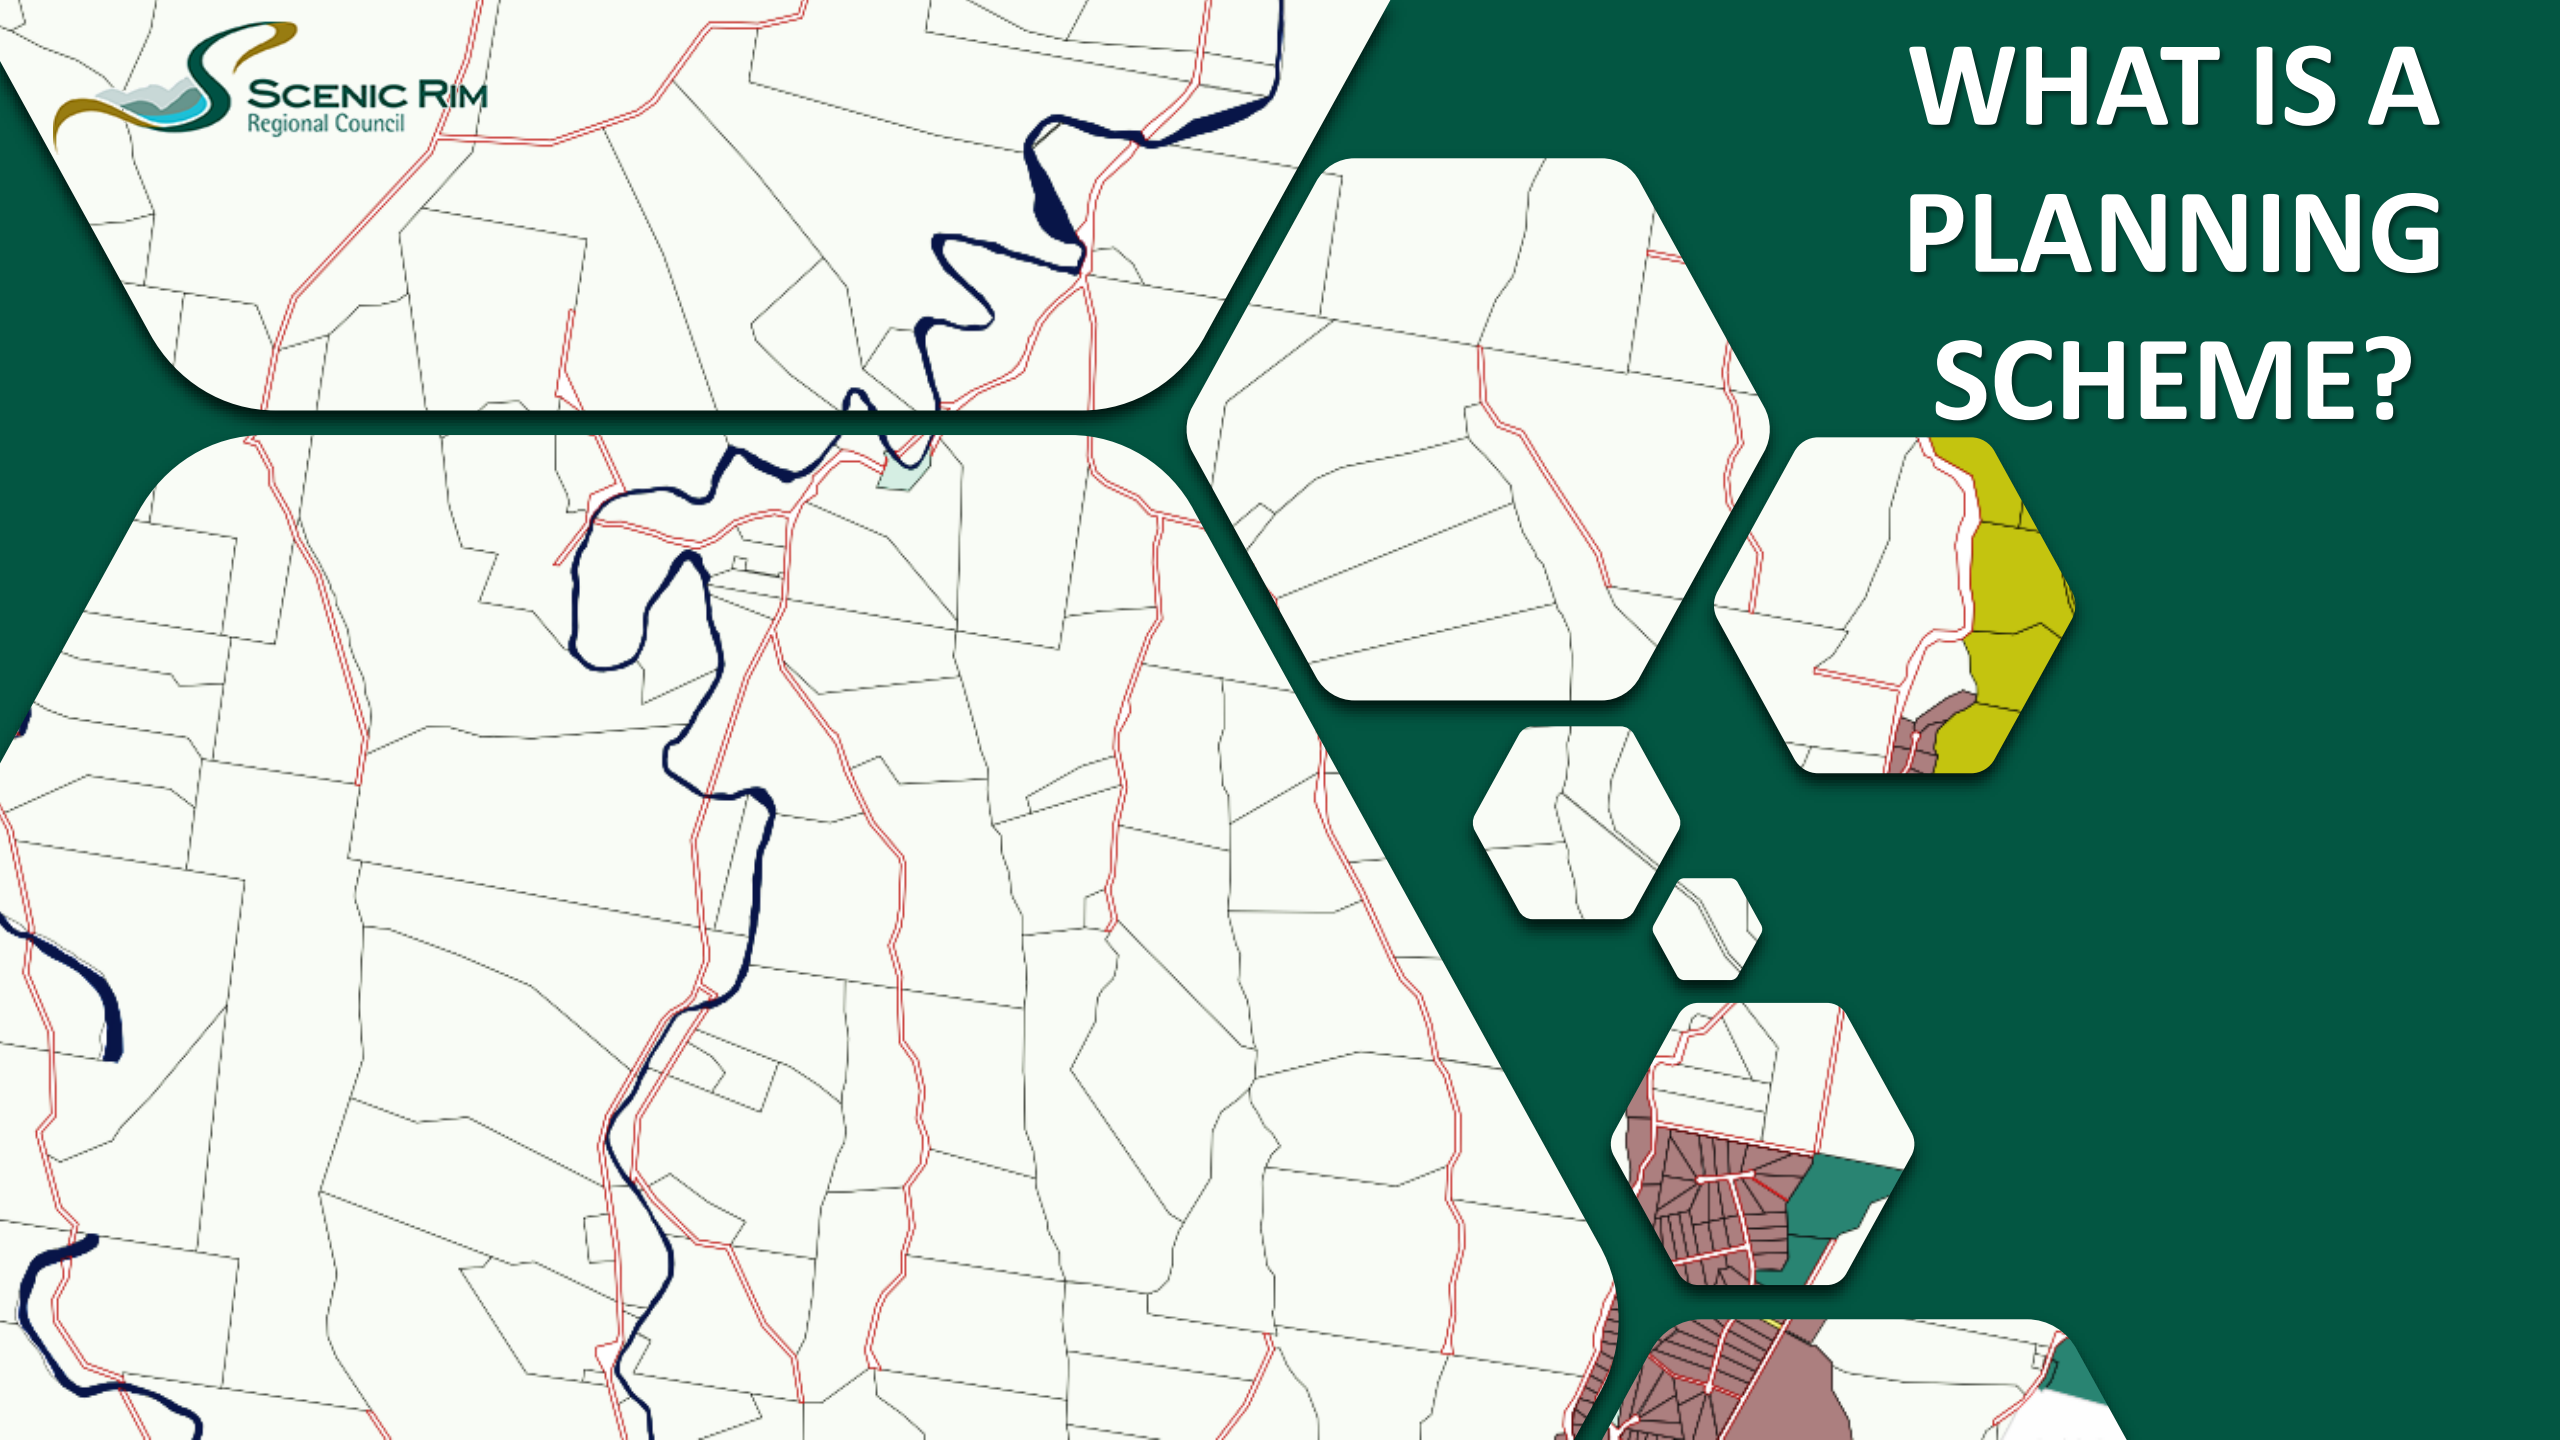 SCENIC RIM
Regional Council
WHAT IS A
PLANNING
SCHEME?